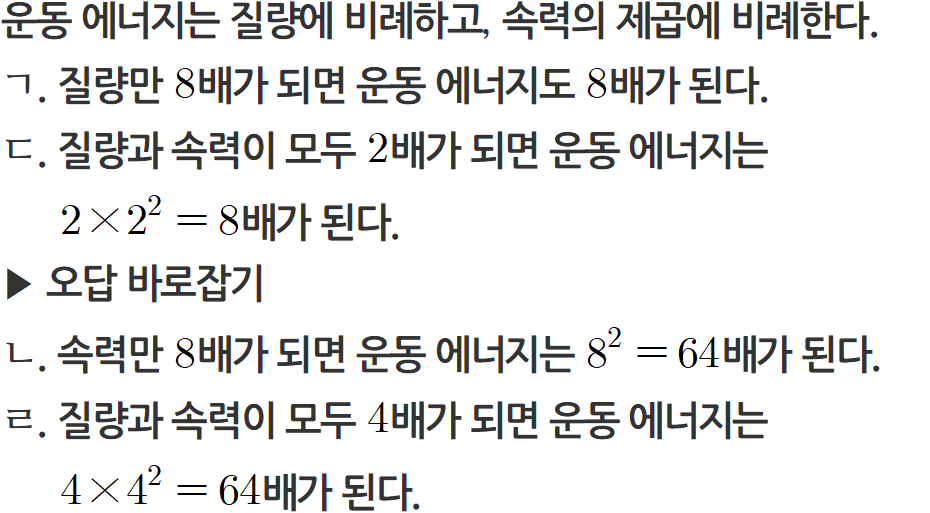 운동 에너지는 질량에 비례하고, 속력의 제곱에 비례한다.
ㄱ. 질량만 8배가 되면 운동 에너지도 8배가 된다.
ㄷ. 질량과 속력이 모두 2배가 되면 운동 에너지는
2×2² = 8배가 된다.
▶ 오답 바로잡기
ㄴ. 속력만 8배가 되면 운동 에너지는 8² = 64배가 된다.
ㄹ. 질량과 속력이 모두 4배가 되면 운동 에너지는
4×4² = 64배가 된다.